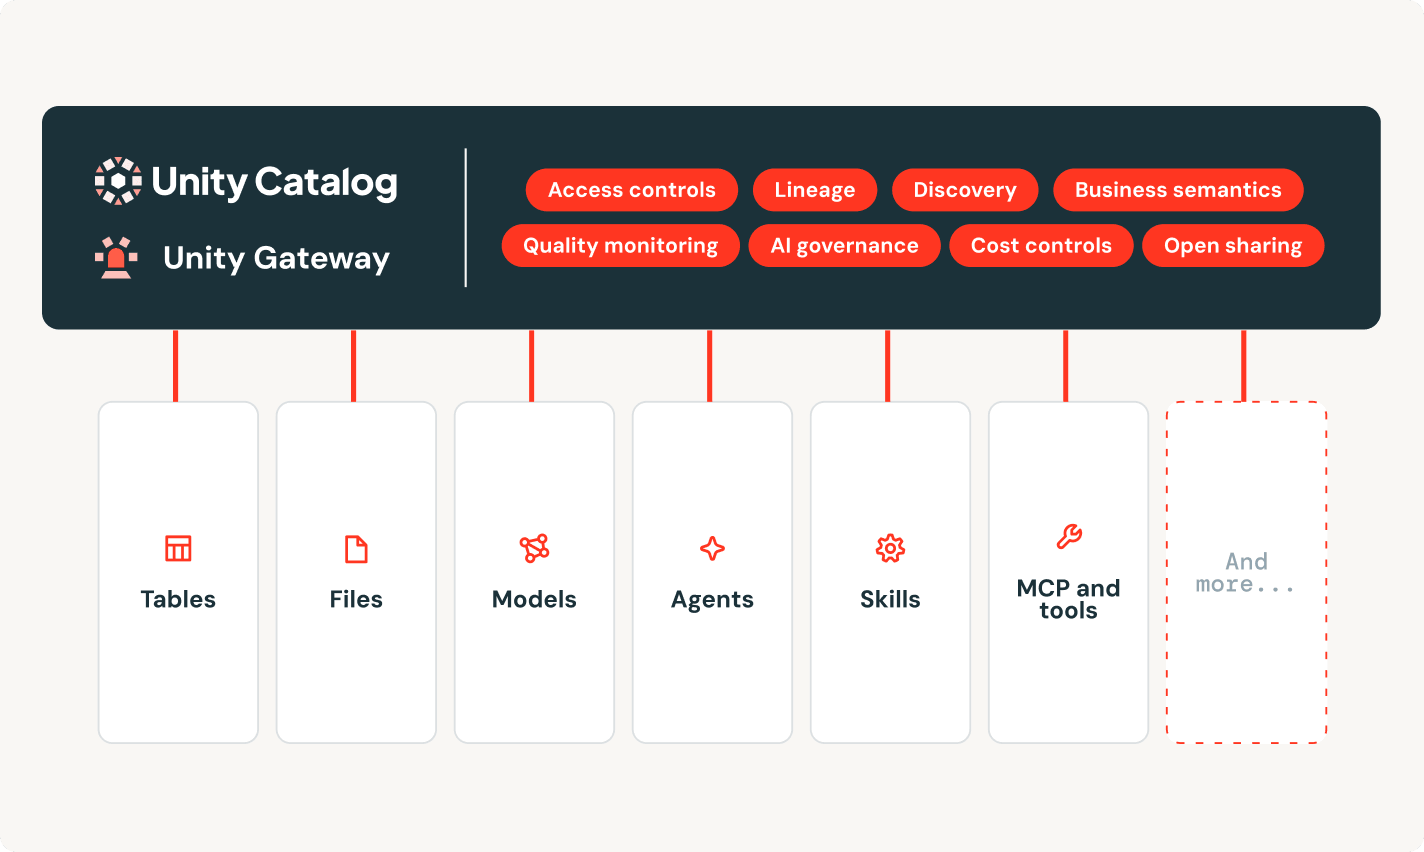 Unity Catalog
Unity Gateway
Access controls
Lineage
Discovery
Business semantics
Quality monitoring
AI governance
Cost controls
Open sharing
Tables
Files
Models
Agents
Skills
MCP and
tools
And
more...